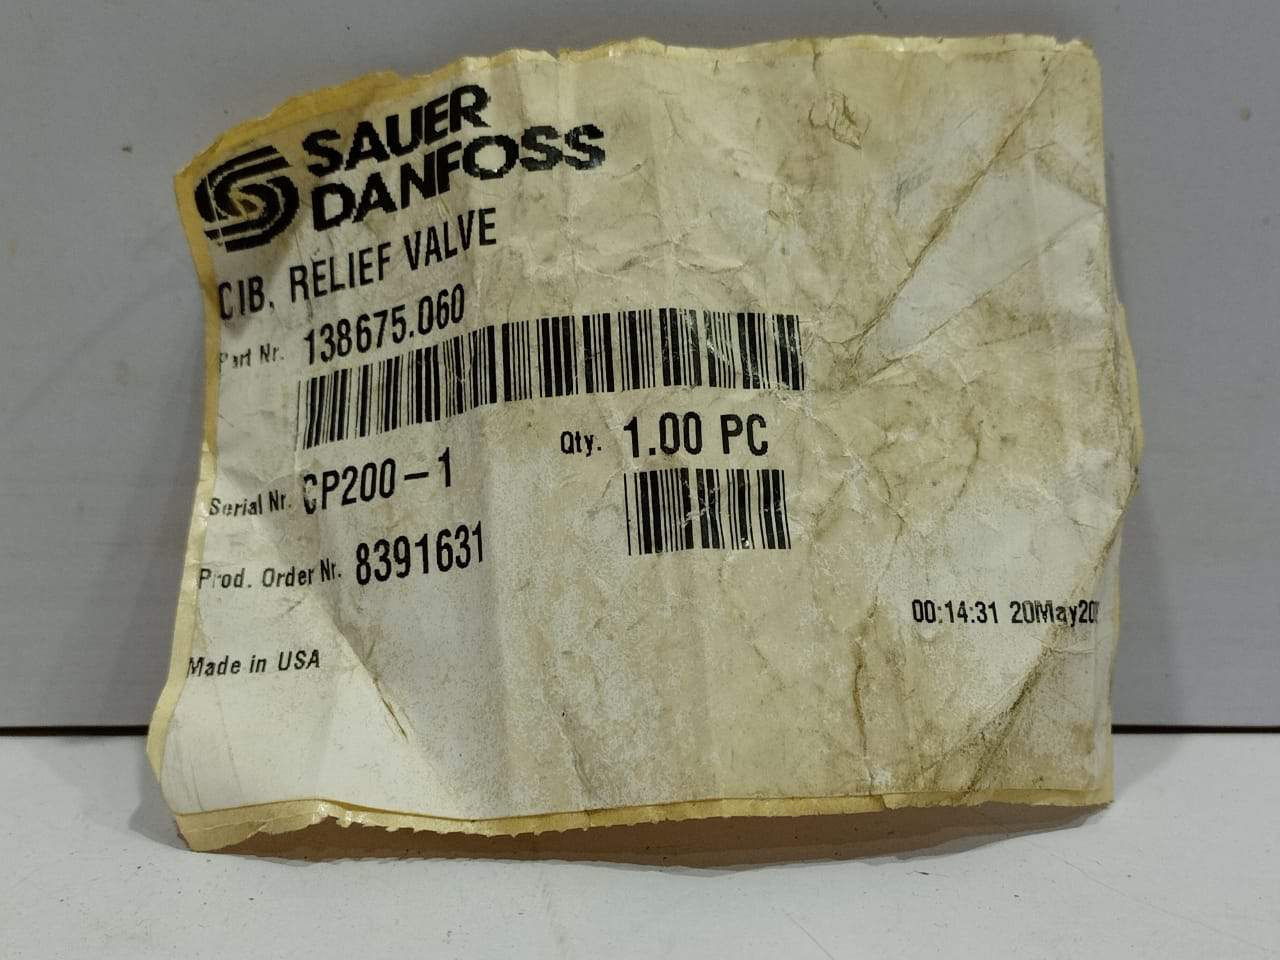 SAUER
DANFOSS
CIB. RELIEF VALVE
Part Nr. 138675.060
Serial Nr. CP200-1
Qty. 1.00 PC
Prod. Order Nr. 8391631
00:14:31 20May20
Made in USA